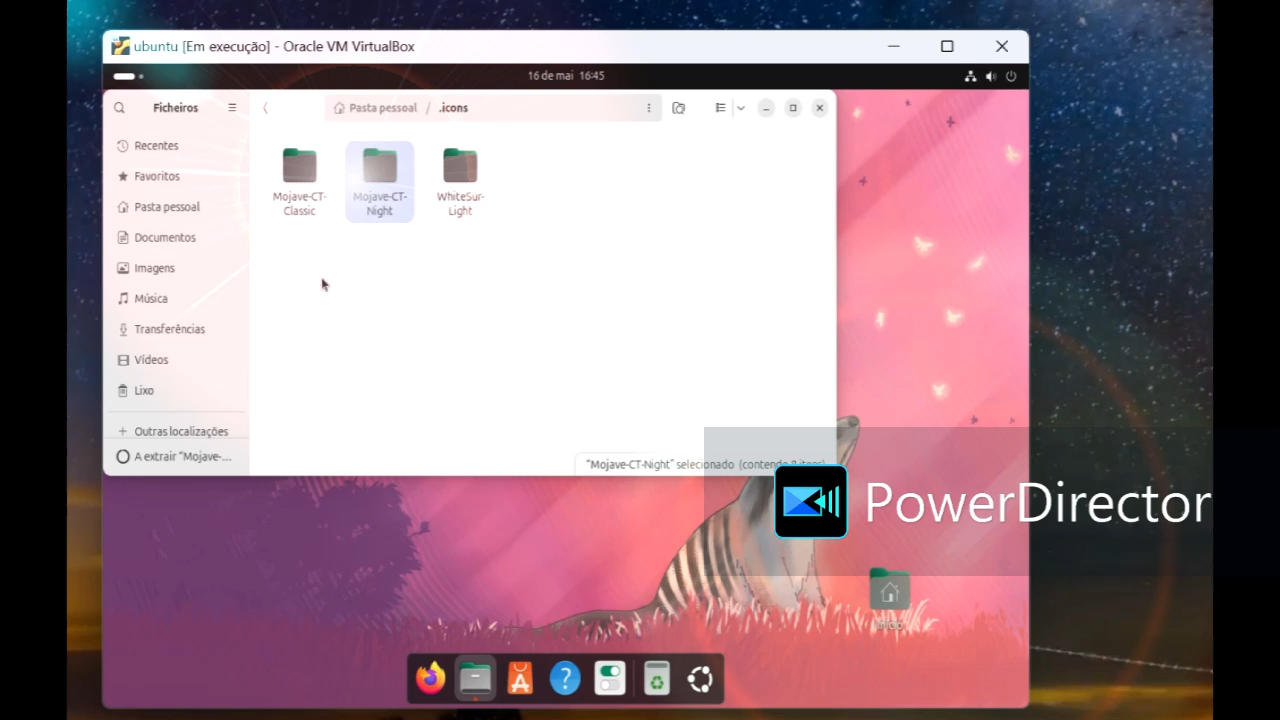 ubuntu [Em execução] - Oracle VM VirtualBox
16 de mai 16:45
Ficheiros
Pasta pessoal / .icons
Recentes
Favoritos
Pasta pessoal
Documentos
Imagens
Música
Transferências
Vídeos
Lixo
+ Outras localizações
A extrair “Mojave-...
Mojave-CT-
Classic
Mojave-CT-
Night
WhiteSur-
Light
“Mojave-CT-Night” selecionado (contendo
PowerDirector